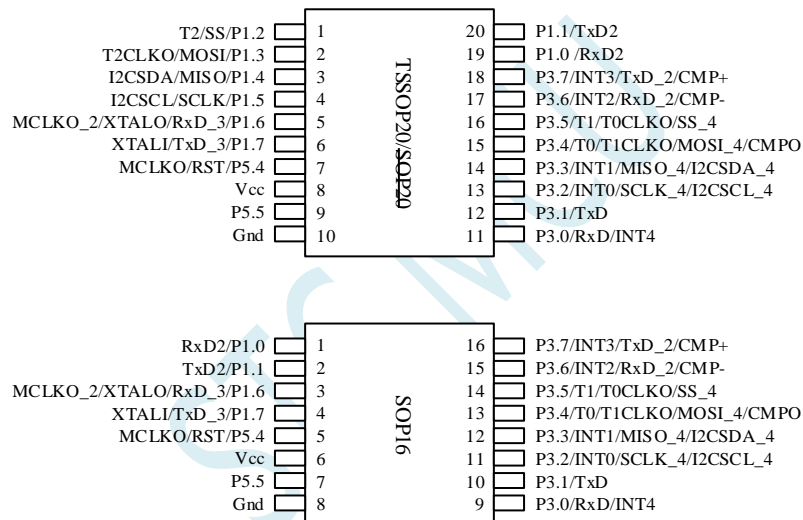 T2/SS/P1.2 1 20 P1.1/TxD2
T2CLKO/MOSI/P1.3 2 19 P1.0 /RxD2
I2CSDA/MISO/P1.4 3 18 P3.7/INT3/TxD_2/CMP+
I2CSCL/SCLK/P1.5 4 17 P3.6/INT2/RxD_2/CMP-
MCLKO_2/XTALO/RxD_3/P1.6 5 16 P3.5/T1/T0CLKO/SS_4
XTALI/TxD_3/P1.7 6 15 P3.4/T0/T1CLKO/MOSI_4/CMPO
MCLKO/RST/P5.4 7 14 P3.3/INT1/MISO_4/I2CSDA_4
Vcc 8 13 P3.2/INT0/SCLK_4/I2CSCL_4
P5.5 9 12 P3.1/TxD
Gnd 10 11 P3.0/RxD/INT4
TSSOP20/SOP20
RxD2/P1.0 1 16 P3.7/INT3/TxD_2/CMP+
TxD2/P1.1 2 15 P3.6/INT2/RxD_2/CMP-
MCLKO_2/XTALO/RxD_3/P1.6 3 14 P3.5/T1/T0CLKO/SS_4
XTALI/TxD_3/P1.7 4 13 P3.4/T0/T1CLKO/MOSI_4/CMPO
MCLKO/RST/P5.4 5 12 P3.3/INT1/MISO_4/I2CSDA_4
Vcc 6 11 P3.2/INT0/SCLK_4/I2CSCL_4
P5.5 7 10 P3.1/TxD
Gnd 8 9 P3.0/RxD/INT4
SOP16
STC MCU